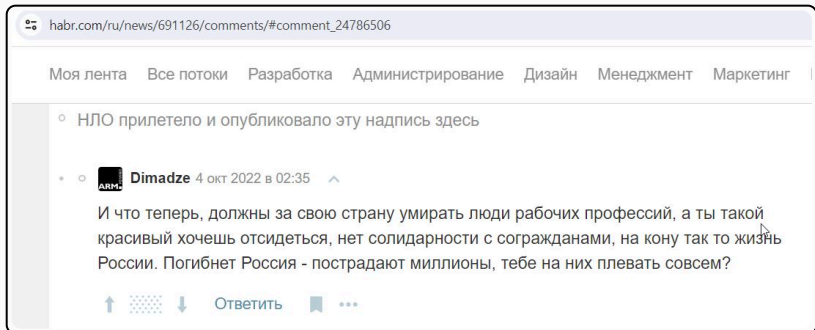 habr.com/ru/news/691126/comments/#comment_24786506
Моя лента Все потоки Разработка Администрирование Дизайн Менеджмент Маркетинг
НЛО прилетело и опубликовало эту надпись здесь
ARM. Dimadze 4 окт 2022 в 02:35
И что теперь, должны за свою страну умирать люди рабочих профессий, а ты такой
красивый хочешь отсидеться, нет солидарности с согражданами, на кону так то жизнь
России. Погибнет Россия - пострадают миллионы, тебе на них плевать совсем?
Ответить